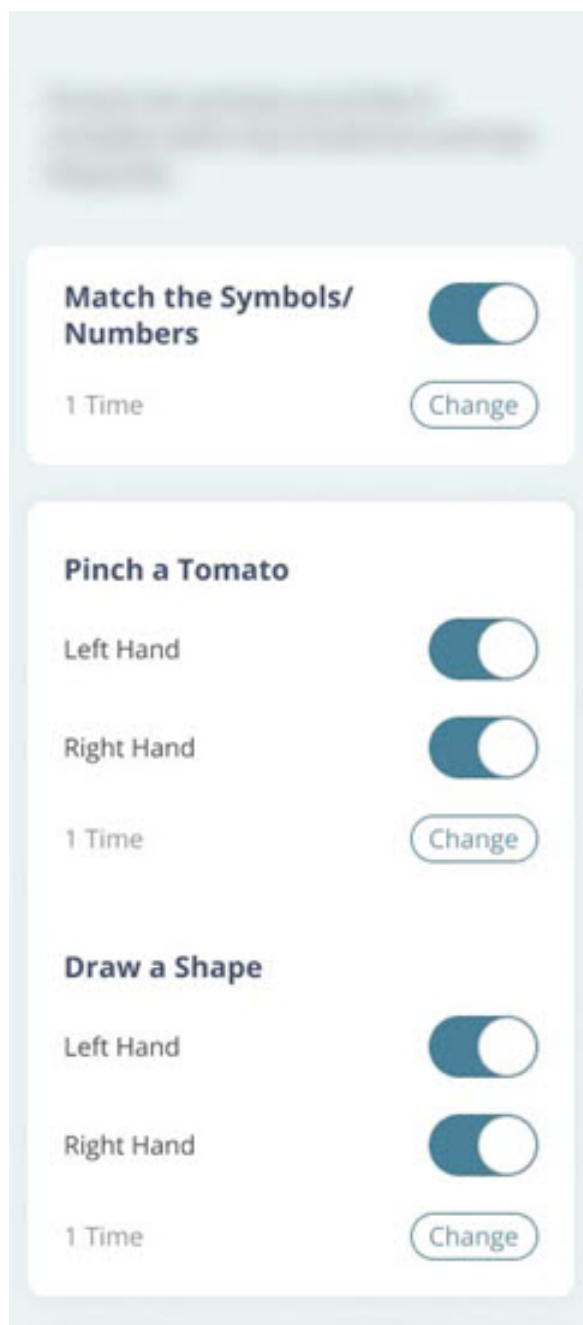 Match the Symbols/
Numbers
1 Time
Change
Pinch a Tomato
Left Hand
Right Hand
1 Time
Change
Draw a Shape
Left Hand
Right Hand
1 Time
Change